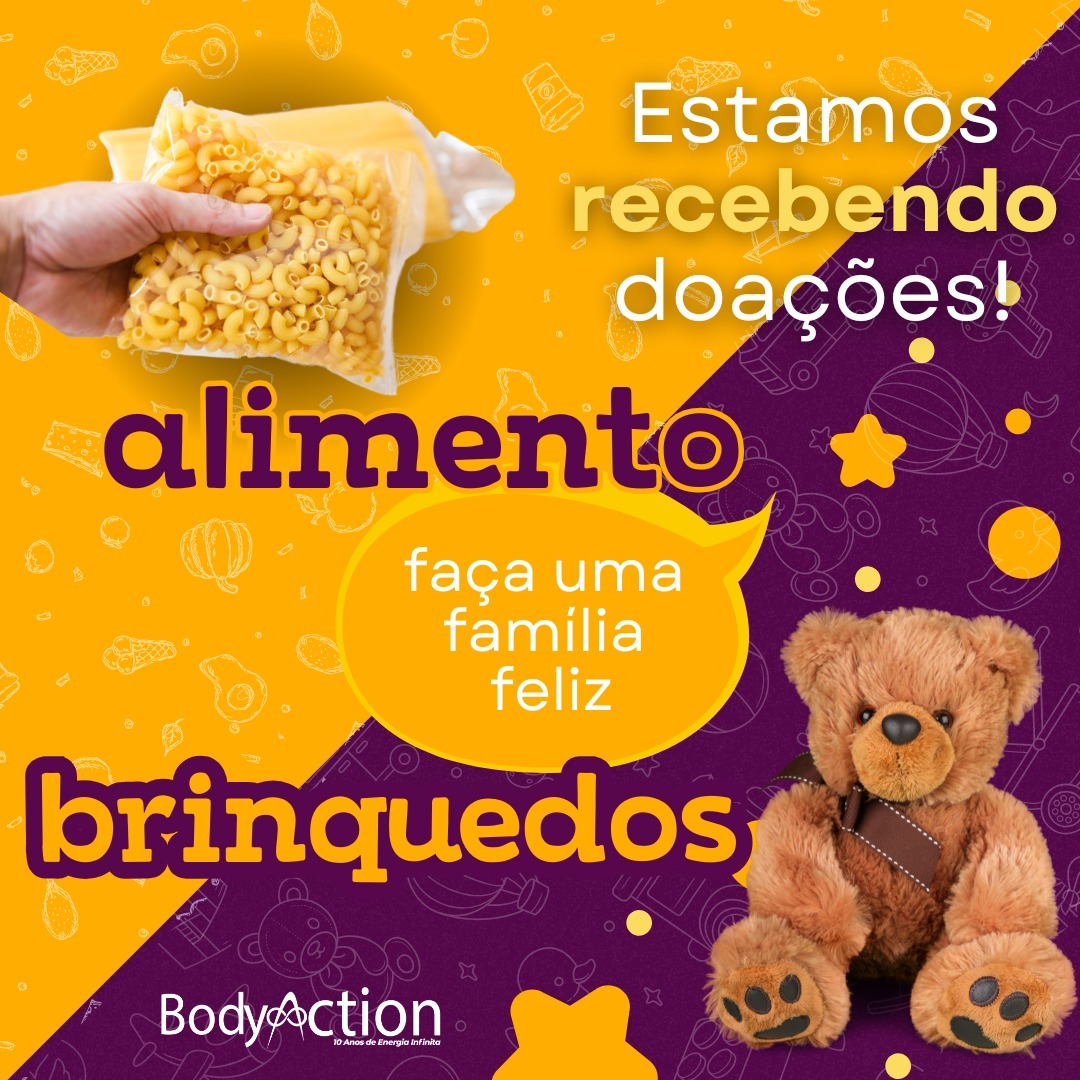 Estamos
recebendo
doações!
alimento
faça uma
família
feliz
brinquedos
BodyAction
10 Anos de Energia Infinita